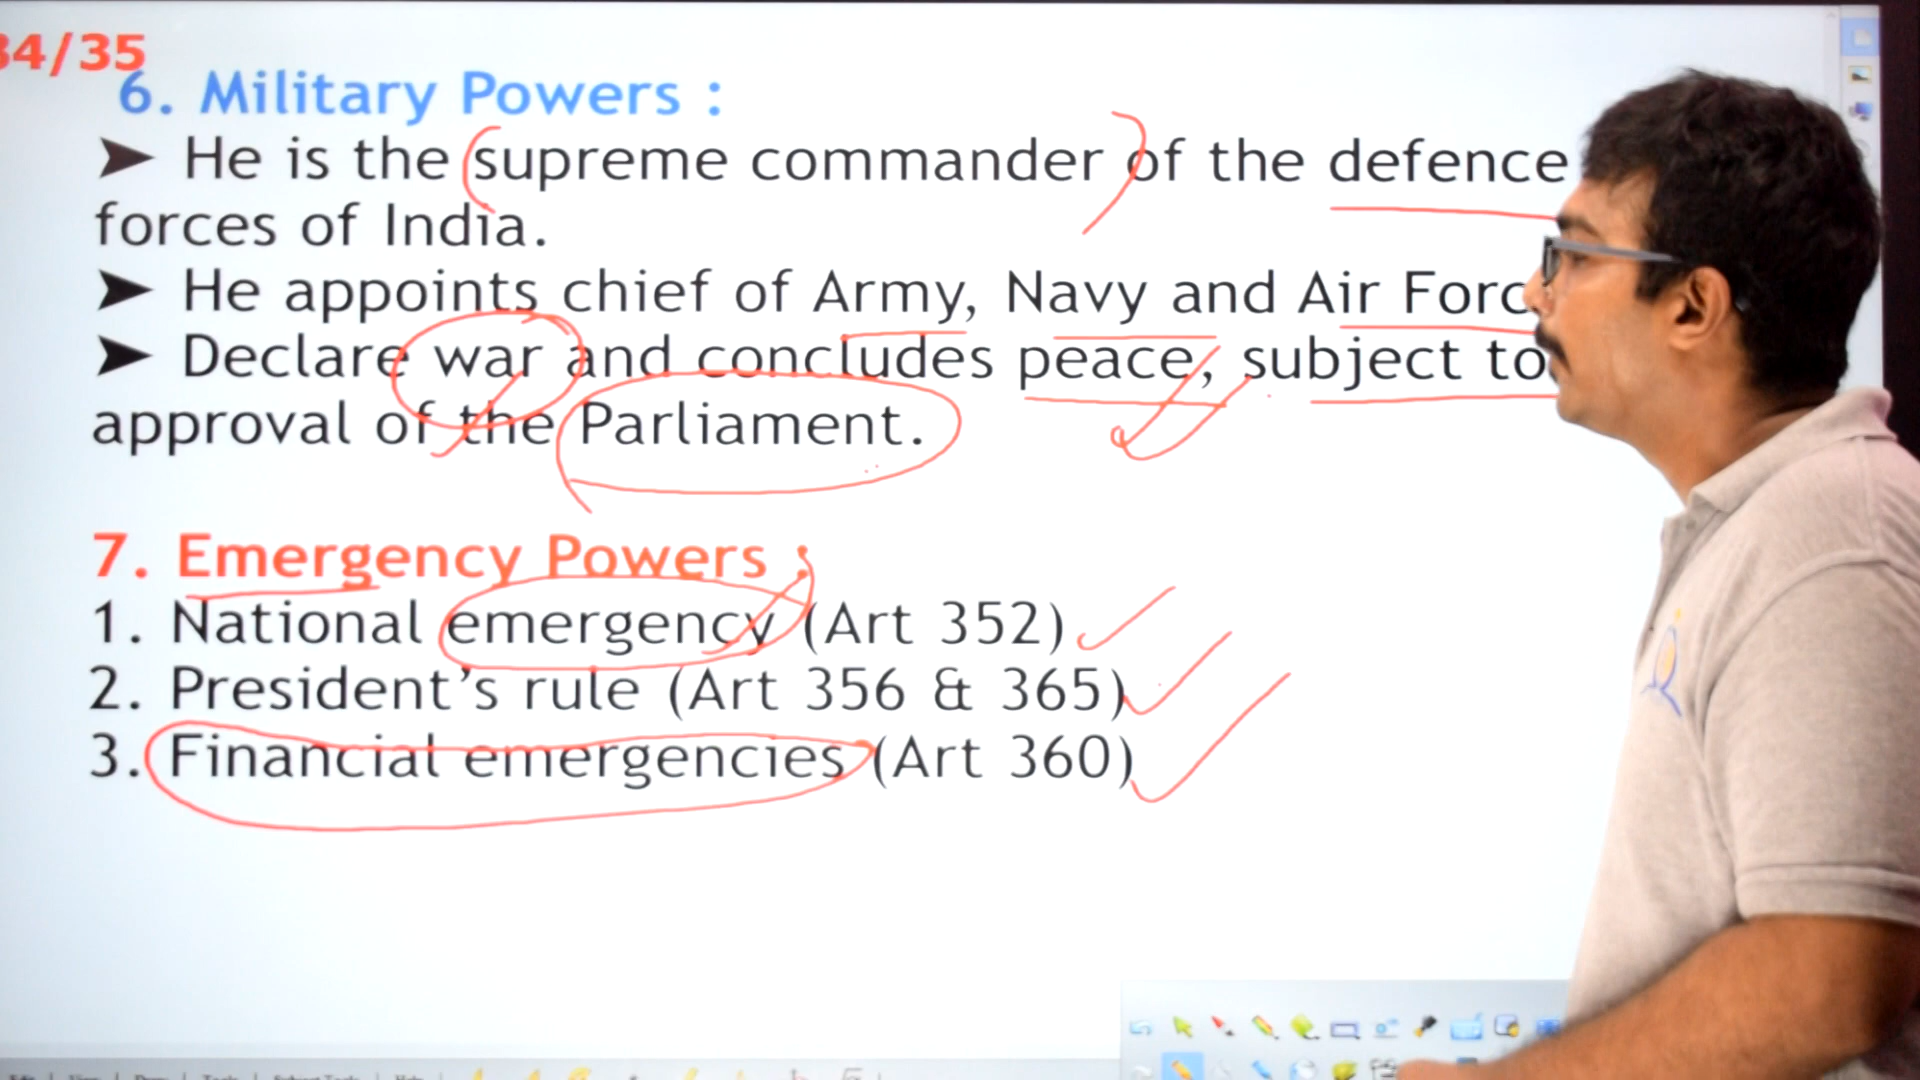 34/35
6. Military Powers :
➤ He is the supreme commander of the defence
forces of India.
➤ He appoints chief of Army, Navy and Air Forc
➤ Declare war and concludes peace, subject to
approval of the Parliament.
7. Emergency Powers :
1. National emergency (Art 352)
2. President’s rule (Art 356 & 365)
3. Financial emergencies (Art 360)